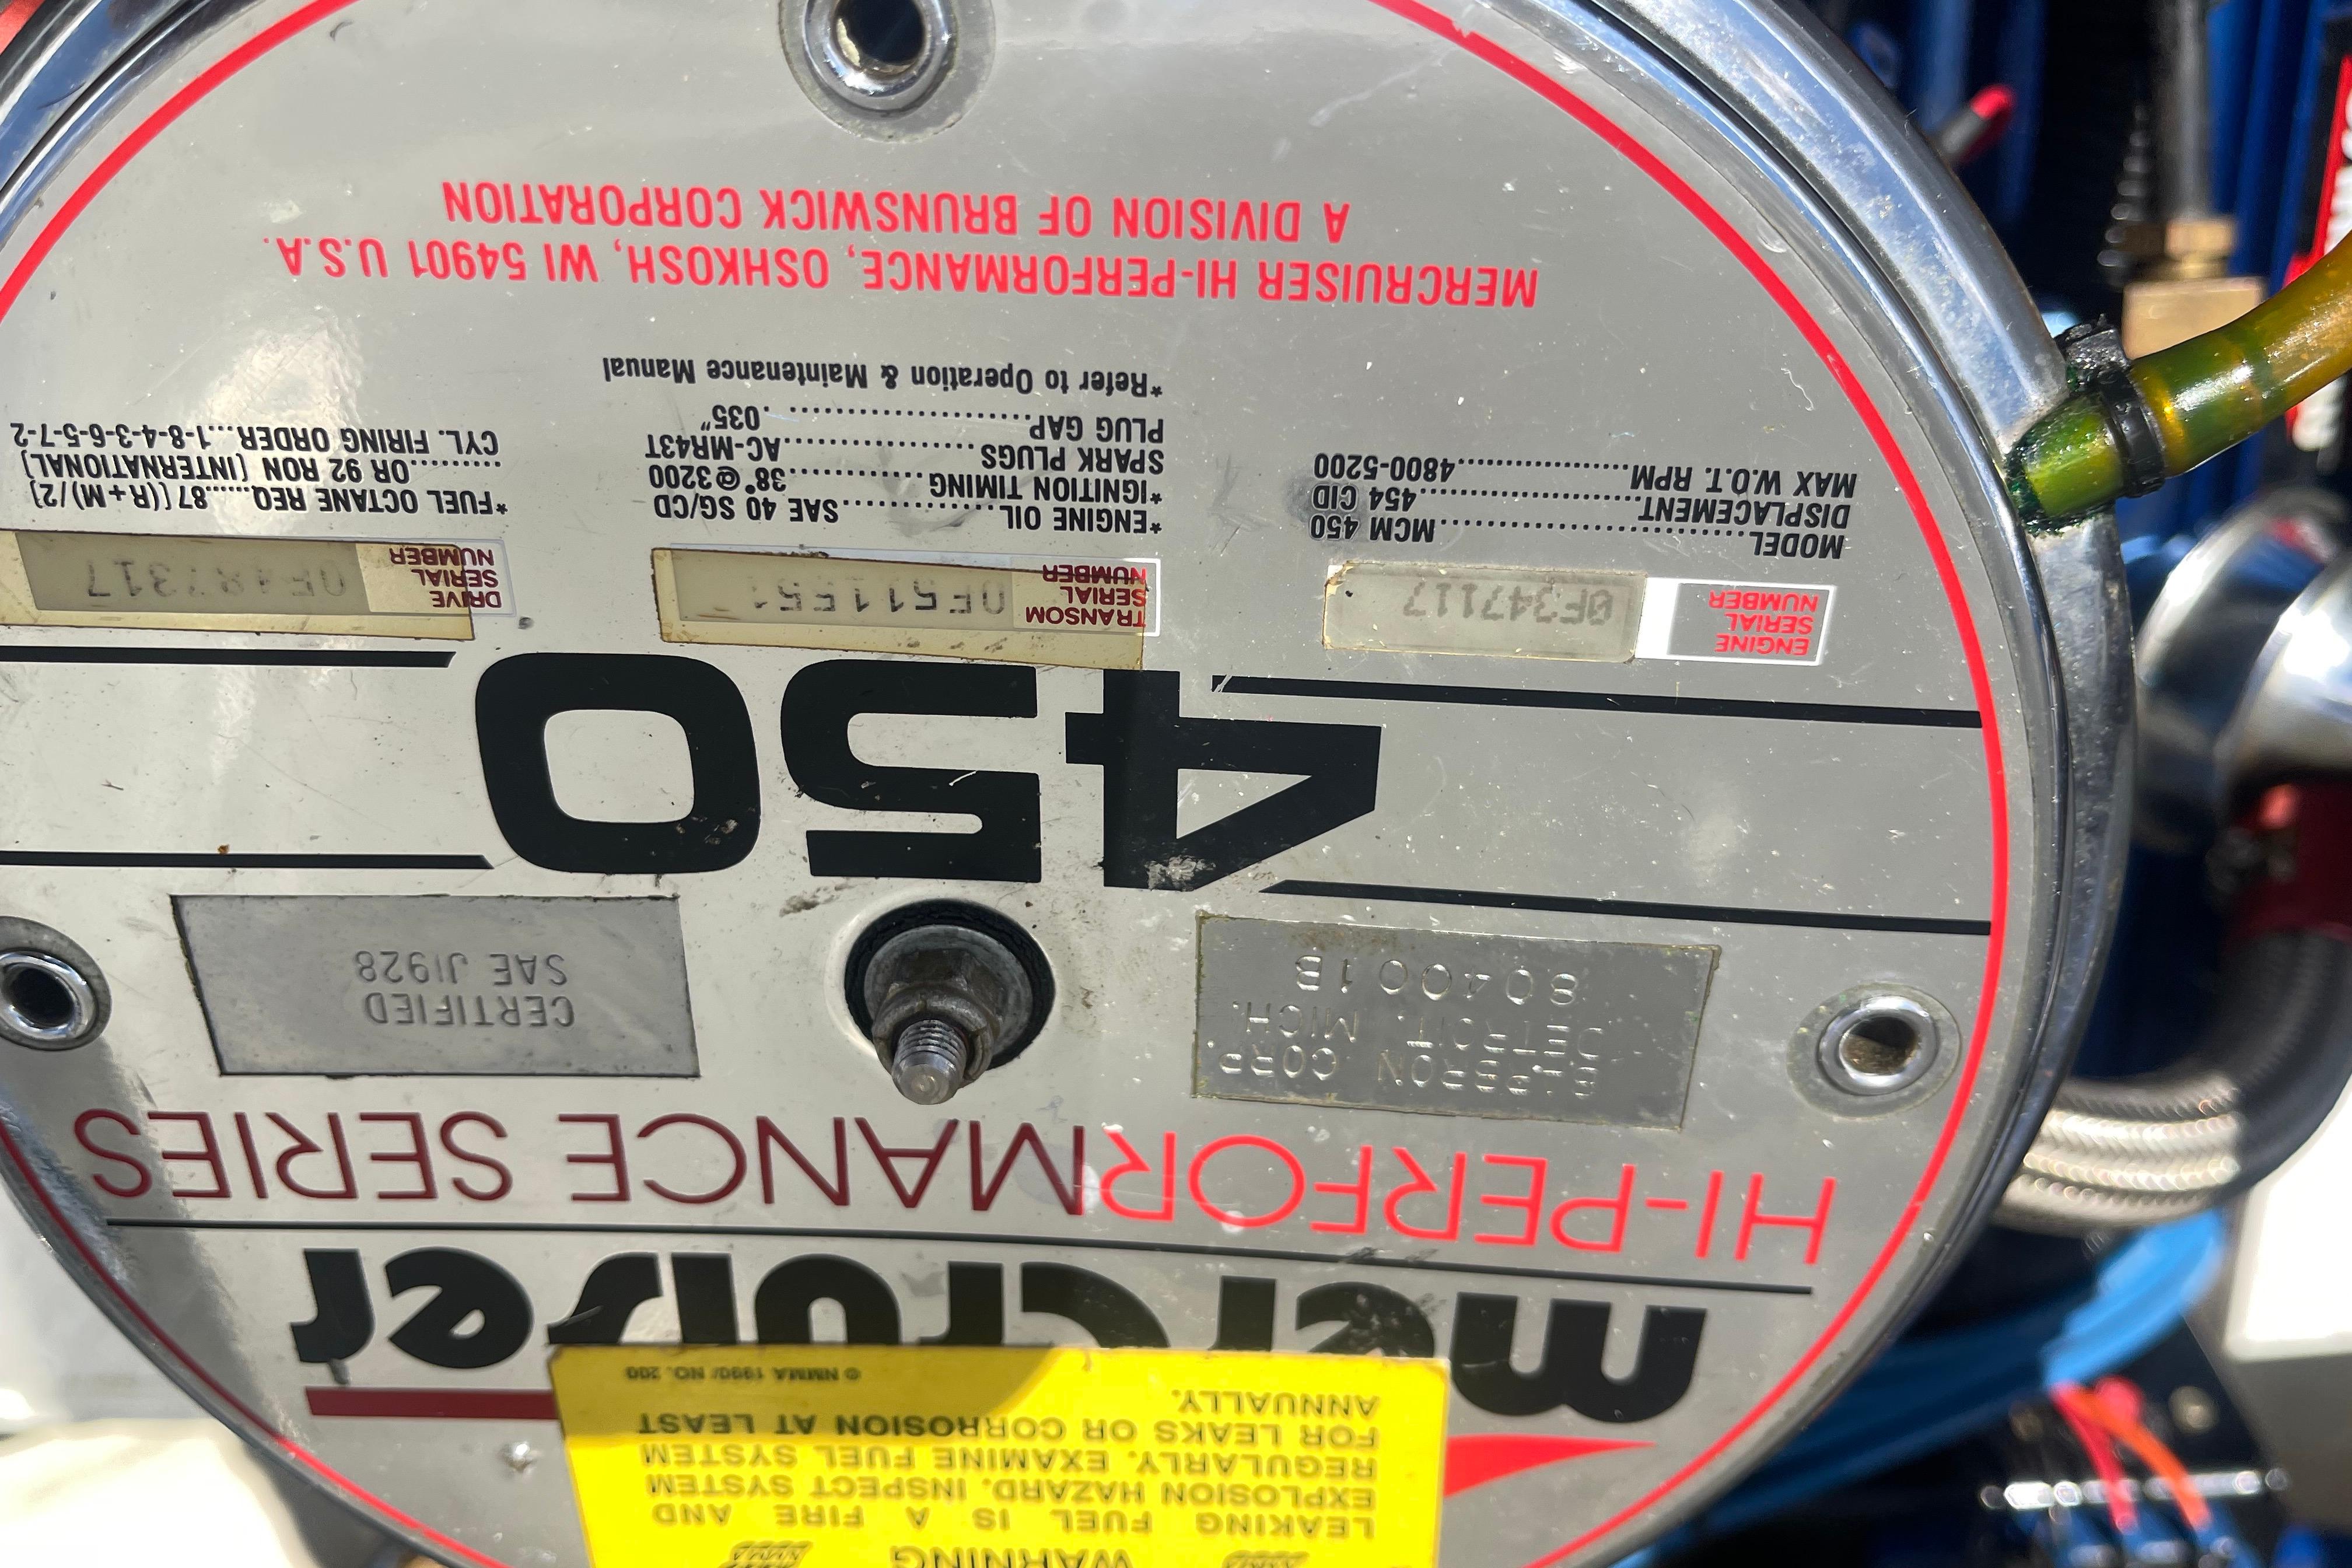 WARNING
LEAKING FUEL IS A FIRE AND
EXPLOSION HAZARD. INSPECT SYSTEM
REGULARLY. EXAMINE FUEL SYSTEM
FOR LEAKS OR CORROSION AT LEAST
ANNUALLY.
© NMMA 1990/ NO. 200
mercruiser
HI-PERFORMANCE SERIES
CORP.
DETROIT, MICH.
804001B
CERTIFIED
SAE J1928
450
ENGINE
SERIAL
NUMBER
0F347117
MODEL......................MCM 450
DISPLACEMENT......................454 CID
MAX W.O.T. RPM.................4800-5200
TRANSOM
SERIAL
NUMBER
0F511551
*ENGINE OIL..............SAE 40 SG/CD
*IGNITION TIMING............38°@3200
SPARK PLUGS.................AC-MR43T
PLUG GAP....................... .035"
*Refer to Operation & Maintenance Manual
DRIVE
SERIAL
NUMBER
*FUEL OCTANE REQ......87 [(R+M)/2]
........OR 92 RON (INTERNATIONAL)
CYL. FIRING ORDER...1-8-4-3-6-5-7-2
MERCRUISER HI-PERFORMANCE, OSHKOSH, WI 54901 U.S.A.
A DIVISION OF BRUNSWICK CORPORATION